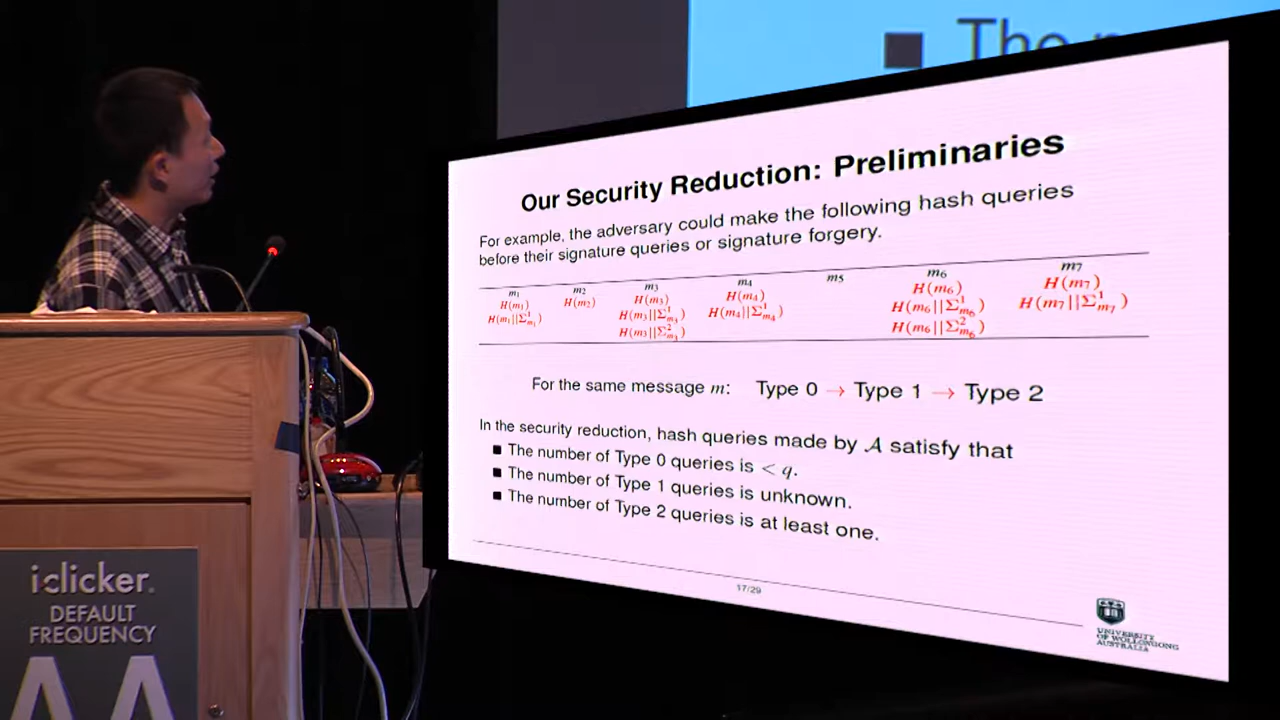 The
Our Security Reduction: Preliminaries
For example, the adversary could make the following hash queries
before their signature queries or signature forgery.
m₁ m₂ m₃ m₄ m₅ m₆ m₇
H(m₁) H(m₂) H(m₃) H(m₄) H(m₆) H(m₇)
H(m₁||Σ¹ₘ₁) H(m₃||Σ¹ₘ₃) H(m₄||Σ¹ₘ₄) H(m₆||Σ¹ₘ₆) H(m₇||Σ¹ₘ₇)
H(m₃||Σ²ₘ₃) H(m₆||Σ²ₘ₆)
For the same message m: Type 0 → Type 1 → Type 2
In the security reduction, hash queries made by 𝒜 satisfy that
■ The number of Type 0 queries is < q.
■ The number of Type 1 queries is unknown.
■ The number of Type 2 queries is at least one.
17/29
UNIVERSITY
OF WOLLONGONG
AUSTRALIA
iclicker.
DEFAULT
FREQUENCY
AA